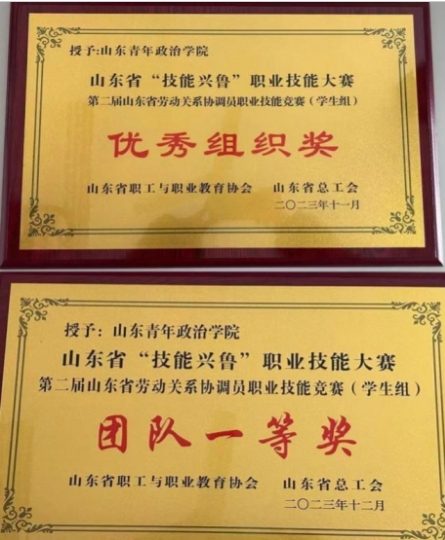 授予:山东青年政治学院
山东省“技能兴鲁”职业技能大赛
第二届山东省劳动关系协调员职业技能竞赛(学生组)
优秀组织奖
山东省职工与职业教育协会 山东省总工会
二〇二三年十一月
授予:山东青年政治学院
山东省“技能兴鲁”职业技能大赛
第二届山东省劳动关系协调员职业技能竞赛(学生组)
团队一等奖
山东省职工与职业教育协会 山东省总工会
二〇二三年十二月